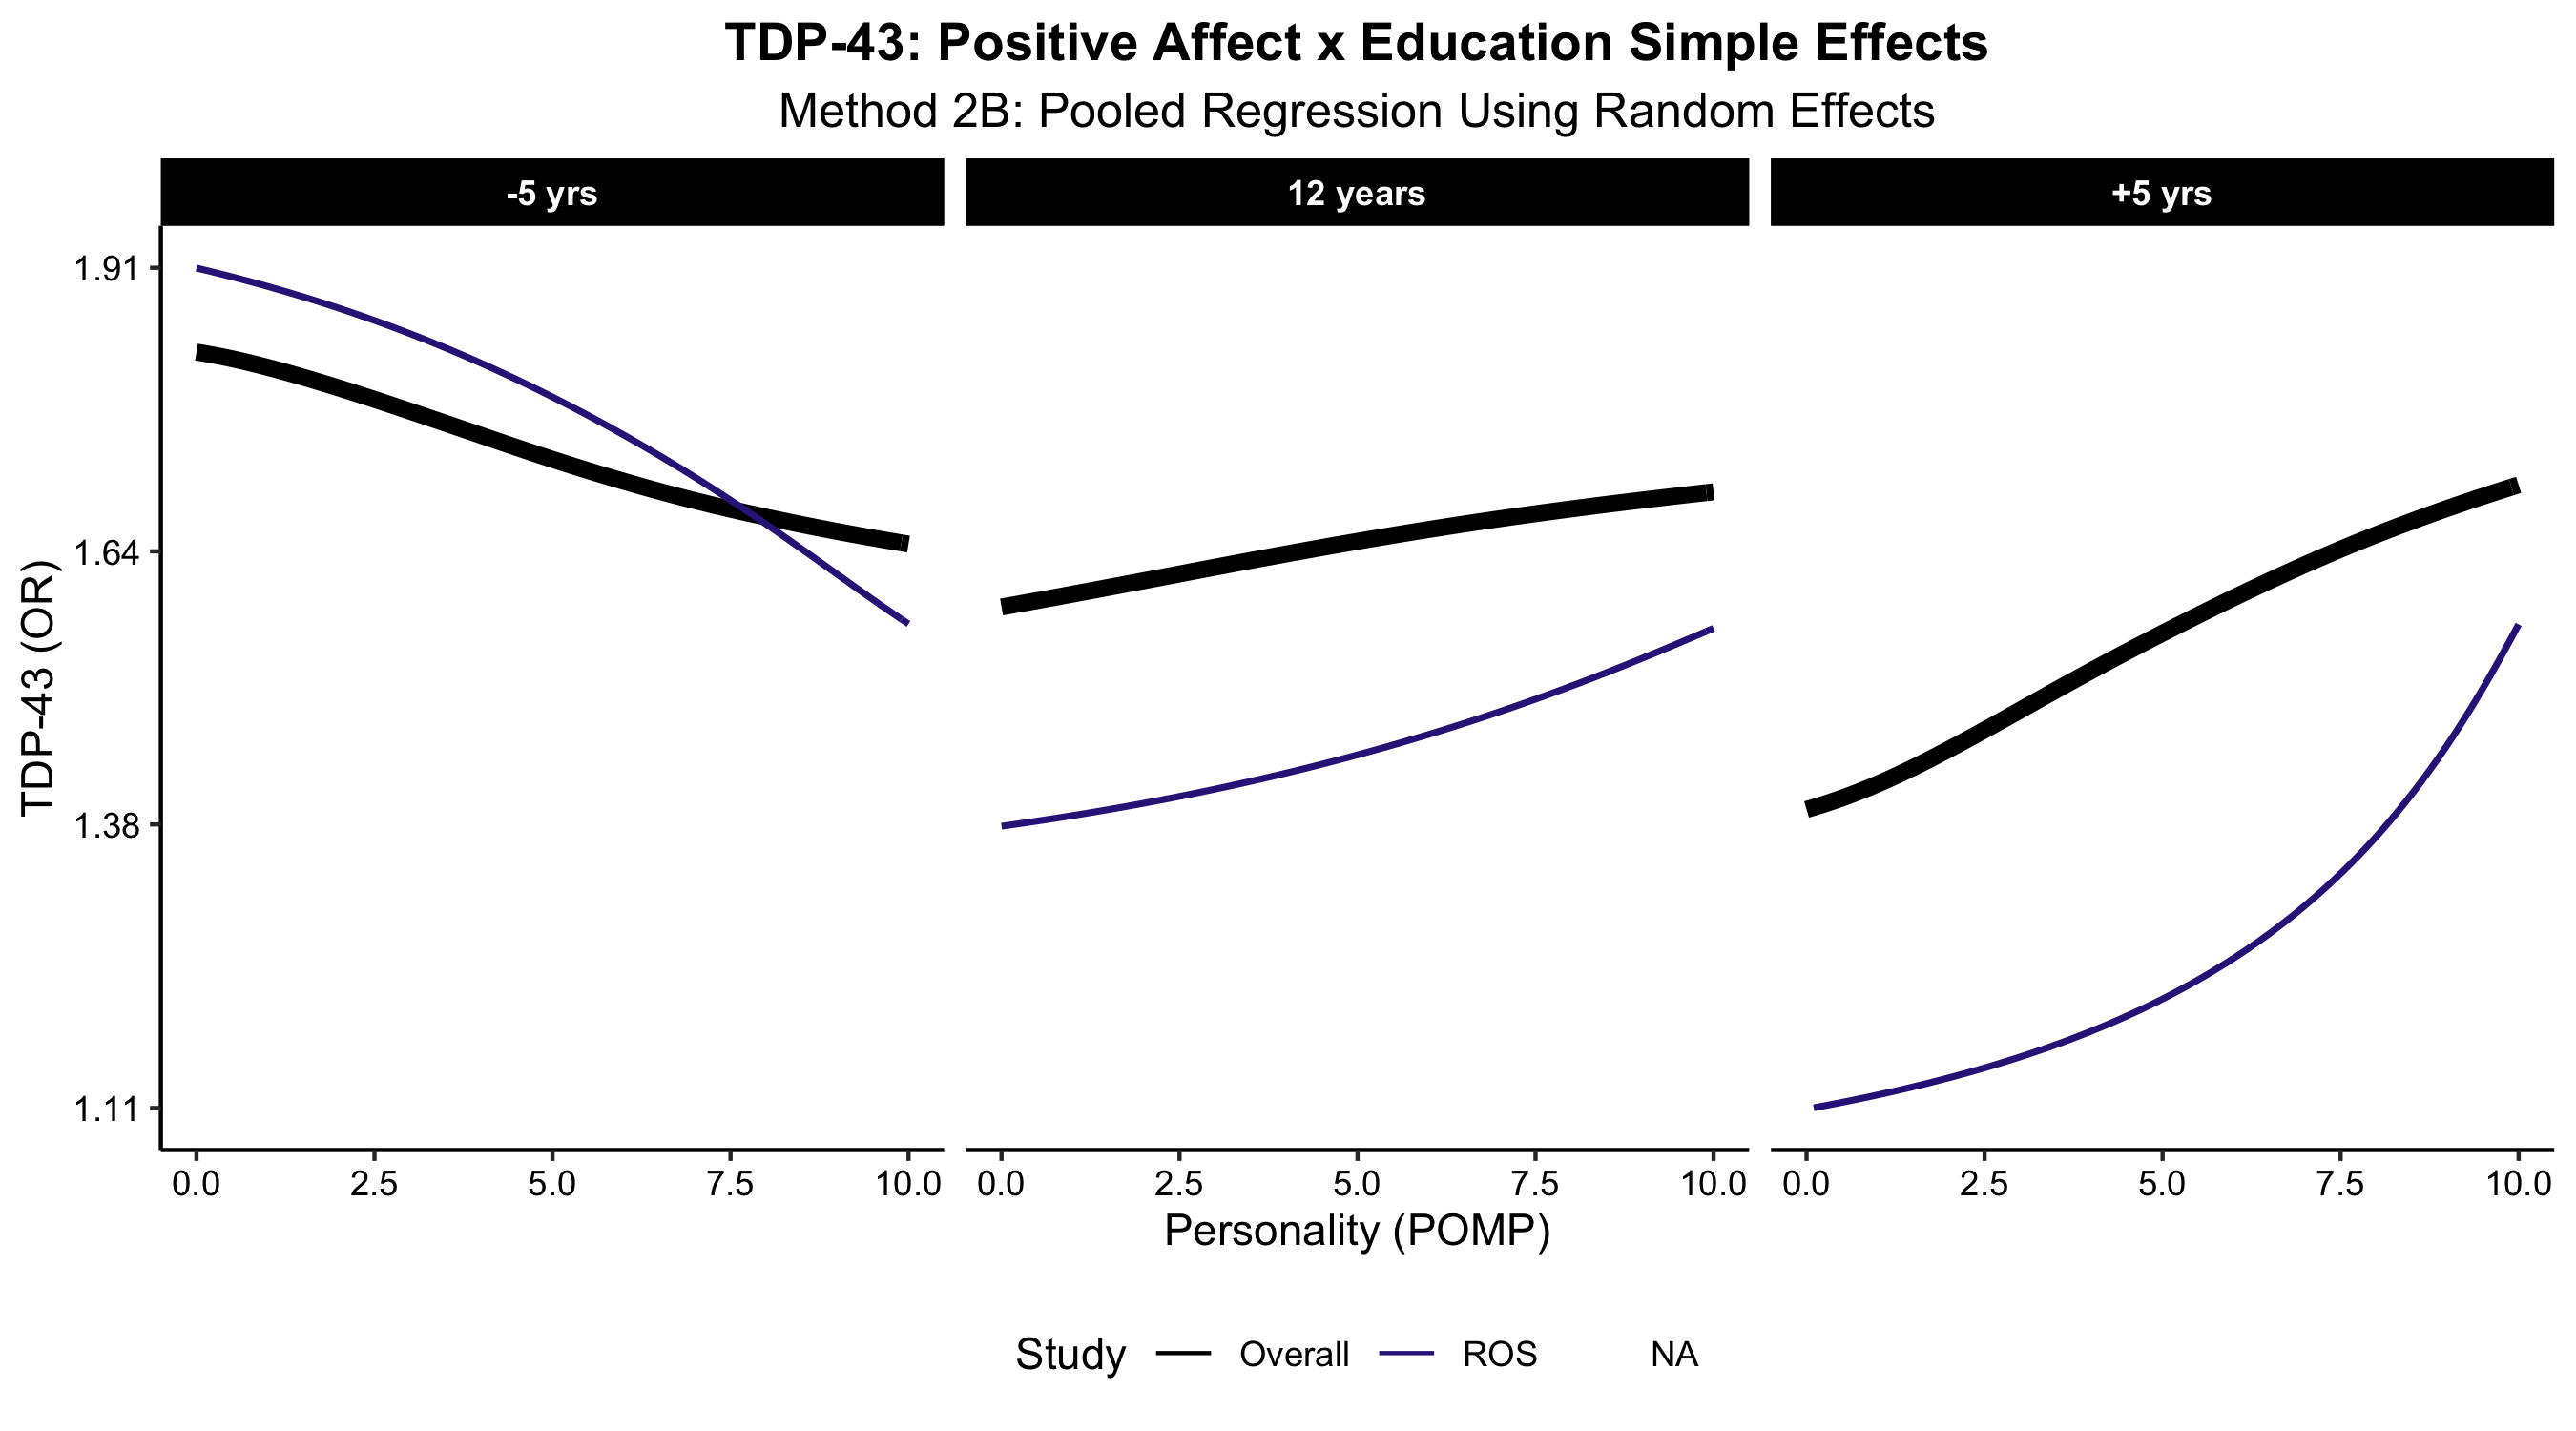 TDP-43: Positive Affect x Education Simple Effects
Method 2B: Pooled Regression Using Random Effects
-5 yrs 12 years +5 yrs
TDP-43 (OR)
1.91
1.64
1.38
1.11
0.0 2.5 5.0 7.5 10.0 0.0 2.5 5.0 7.5 10.0 0.0 2.5 5.0 7.5 10.0
Personality (POMP)
Study Overall ROS NA